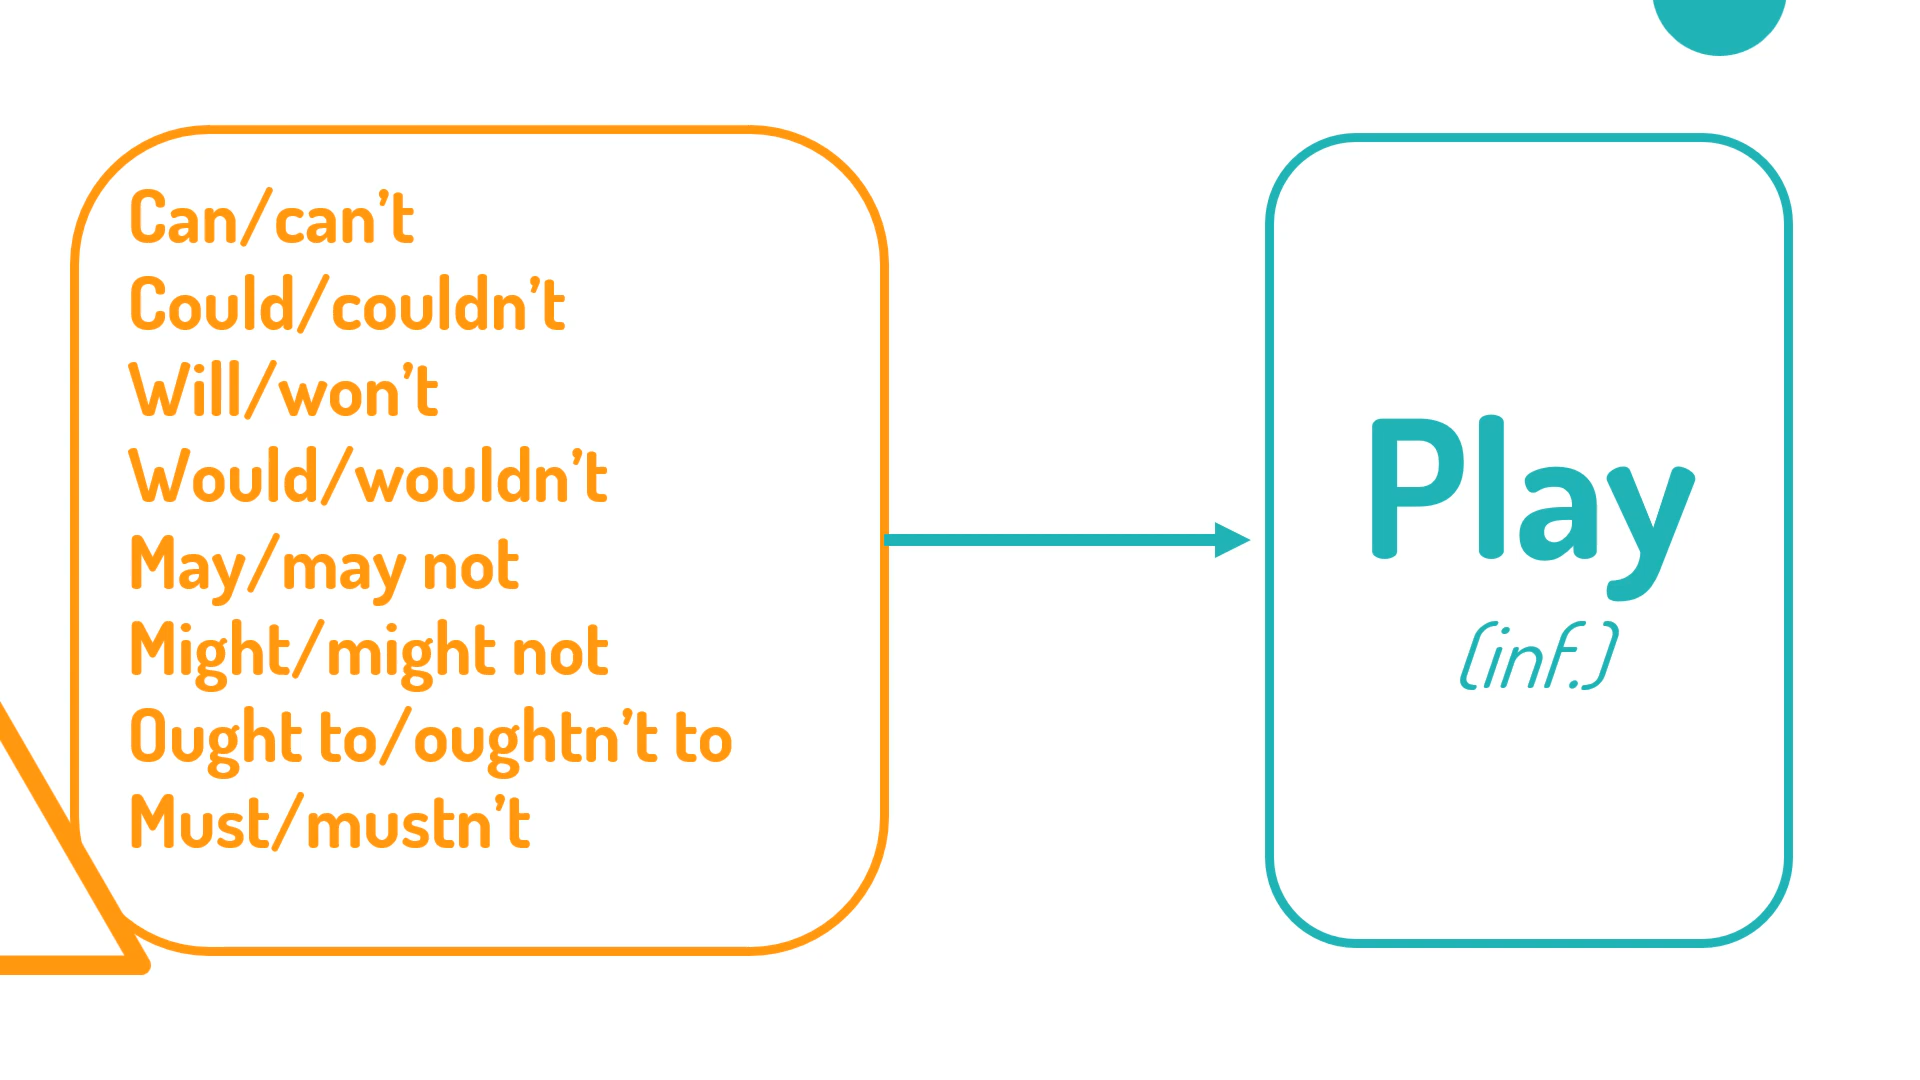 Can/can’t
Could/couldn’t
Will/won’t
Would/wouldn’t
May/may not
Might/might not
Ought to/oughtn’t to
Must/mustn’t
Play
(inf.)